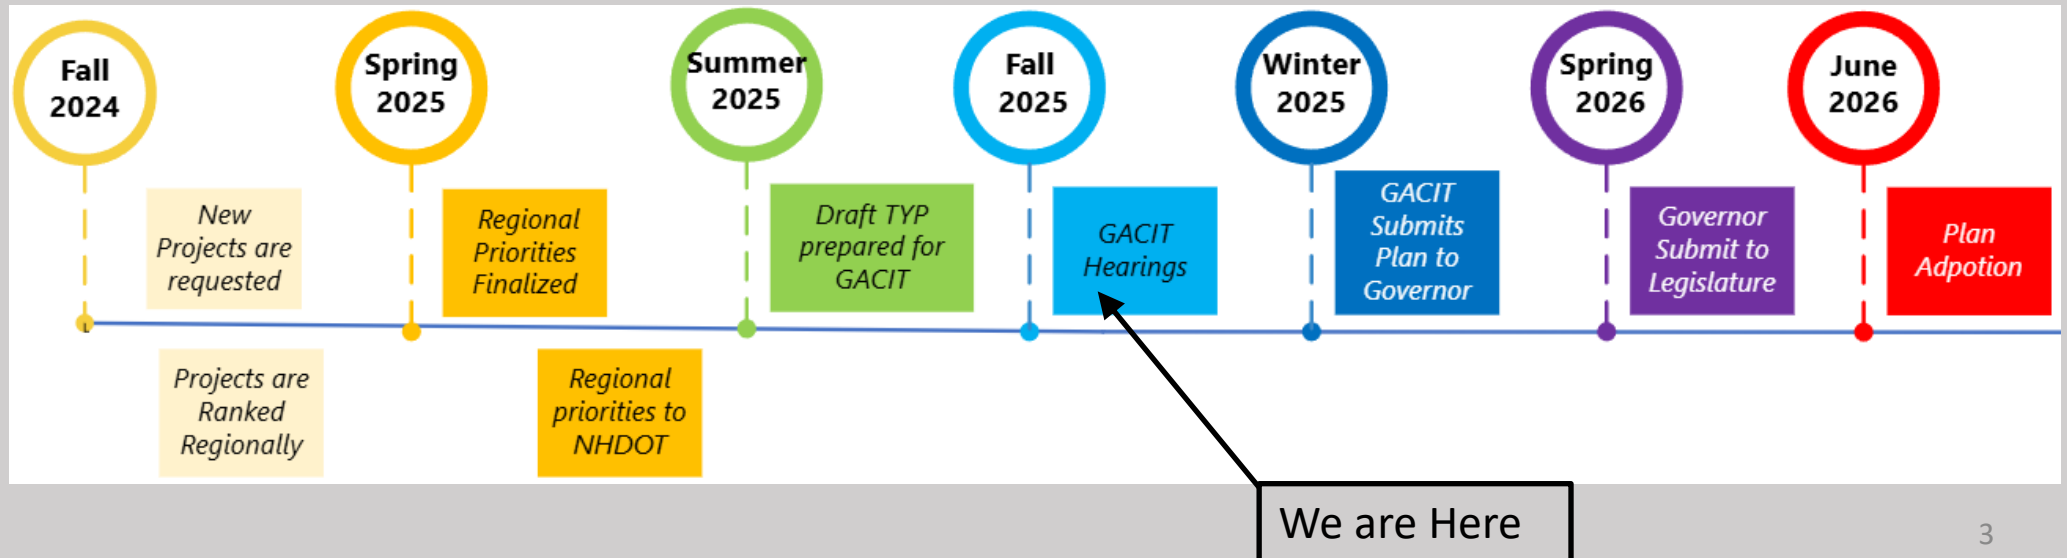 Fall
2024
Spring
2025
Summer
2025
Fall
2025
Winter
2025
Spring
2026
June
2026
New
Projects are
requested
Regional
Priorities
Finalized
Draft TYP
prepared for
GACIT
GACIT
Hearings
GACIT
Submits
Plan to
Governor
Governor
Submit to
Legislature
Plan
Adpotion
L
Projects are
Ranked
Regionally
Regional
priorities to
NHDOT
We are Here
3